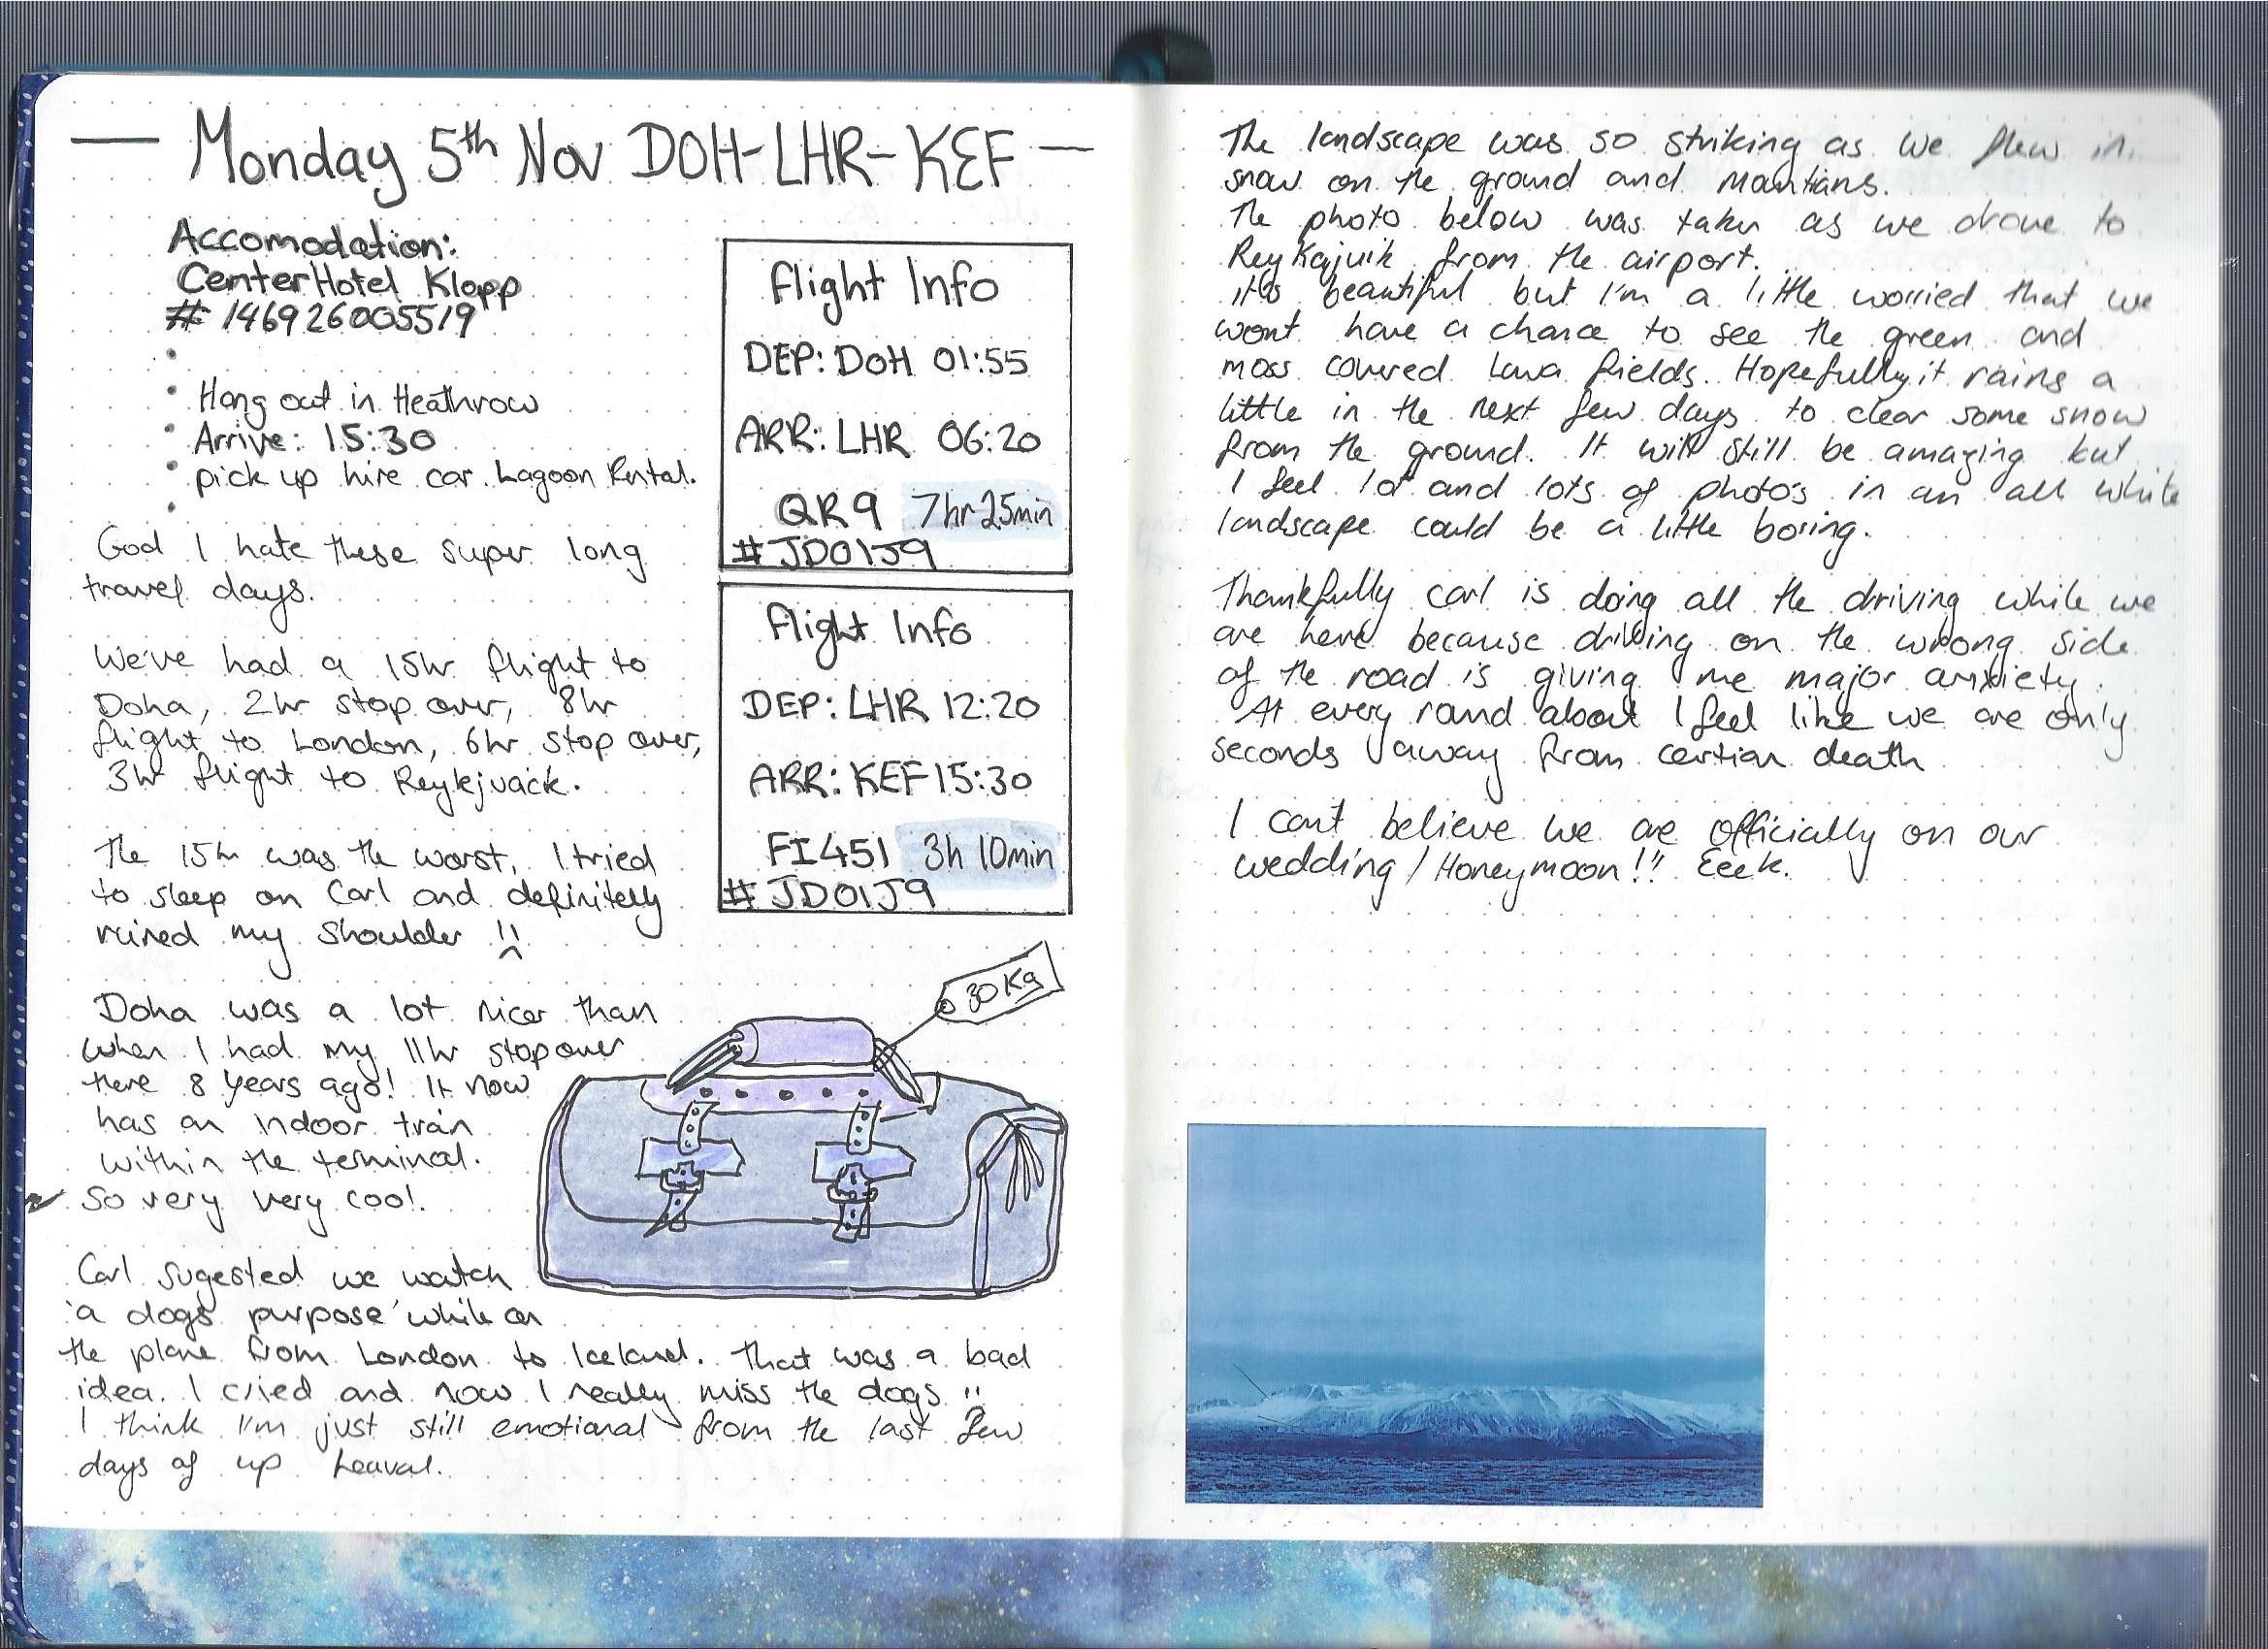 Monday 5th Nov DOH-LHR-KEF
Accomodation:
CenterHotel Klopp
# 146926005519
Hang out in Heathrow
Arrive: 15:30
pick up hire car. Lagoon Rental.
God I hate these super long
travel days.
We've had a 15hr flight to
Doha, 2hr stop over, 8hr
flight to London, 6hr stop over,
3hr flight to Reykjvack.
The 15hr was the worst, I tried
to sleep on Carl and definitely
ruined my shoulder
Doha was a lot nicer than
when I had my 11hr stop over
there 8 years ago! It now
has an indoor train
within the terminal.
So very very cool.
Carl sugested we watch
'a dogs purpose' while on
the plane from London to Iceland. That was a bad
idea. I cried and now I really miss the dogs
I think I'm just still emotional from the last few
days of up heaval.
Flight Info
DEP: DOH 01:55
ARR: LHR 06:20
QR9 7hr 25min
# JD01J9
Flight Info
DEP: LHR 12:20
ARR: KEF 15:30
FI451 3h 10min
# JD01J9
30Kg
The landscape was so striking as we flew in.
snow on the ground and mantians.
The photo below was taken as we drove to
ReyKajvik from the airport.
it's beautiful but I'm a little worried that we
wont have a chance to see the green and
moss covered Lava fields. Hopefully it rains a
little in the next few days to clear some snow
from the ground. It will still be amazing but
I feel lot and lots of photos in an all white
landscape could be a little boring.
Thankfully Carl is doing all the driving while we
are here because driving on the wrong side
of the road is giving me major anxiety.
At every round about I feel like we are only
seconds away from certian death
I cant believe we are officially on our
wedding / Honeymoon!! Eeek.